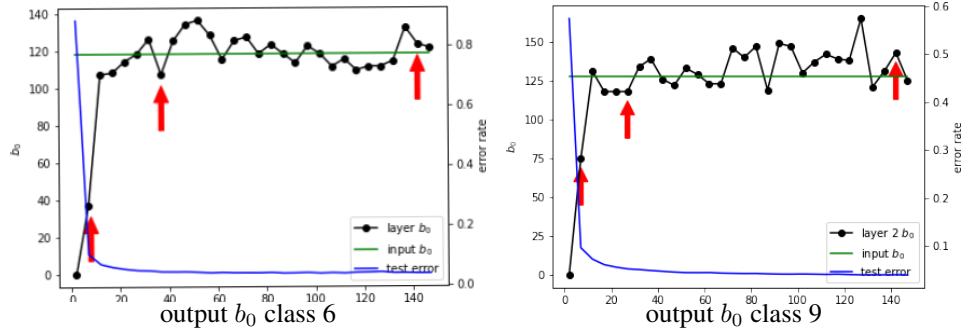 140
120
100
80
60
40
20
0
b₀
0.8
0.6
0.4
0.2
0.0
error rate
layer b₀
input b₀
test error
0 20 40 60 80 100 120 140
output b₀ class 6
150
125
100
75
50
25
0
b₀
0.6
0.5
0.4
0.3
0.2
0.1
error rate
layer 2 b₀
input b₀
test error
0 20 40 60 80 100 120 140
output b₀ class 9